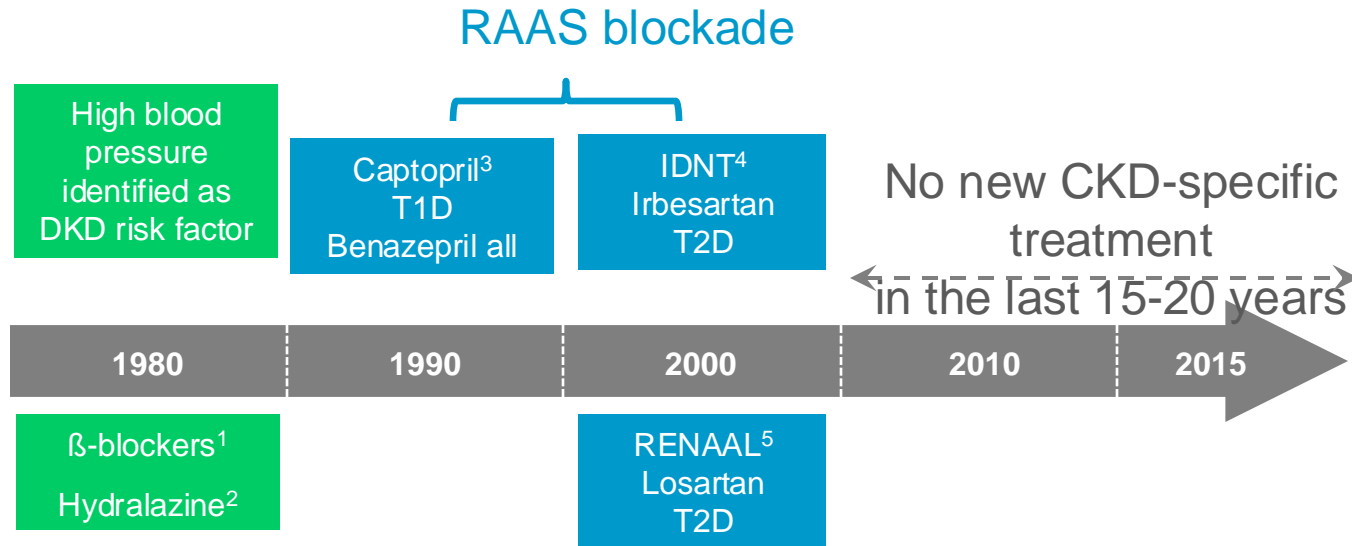 RAAS blockade
High blood
pressure
identified as
DKD risk factor
Captopril³
T1D
Benazepril all
IDNT⁴
Irbesartan
T2D
No new CKD-specific
treatment
in the last 15-20 years
1980
1990
2000
2010
2015
ß-blockers¹
Hydralazine²
RENAAL⁵
Losartan
T2D